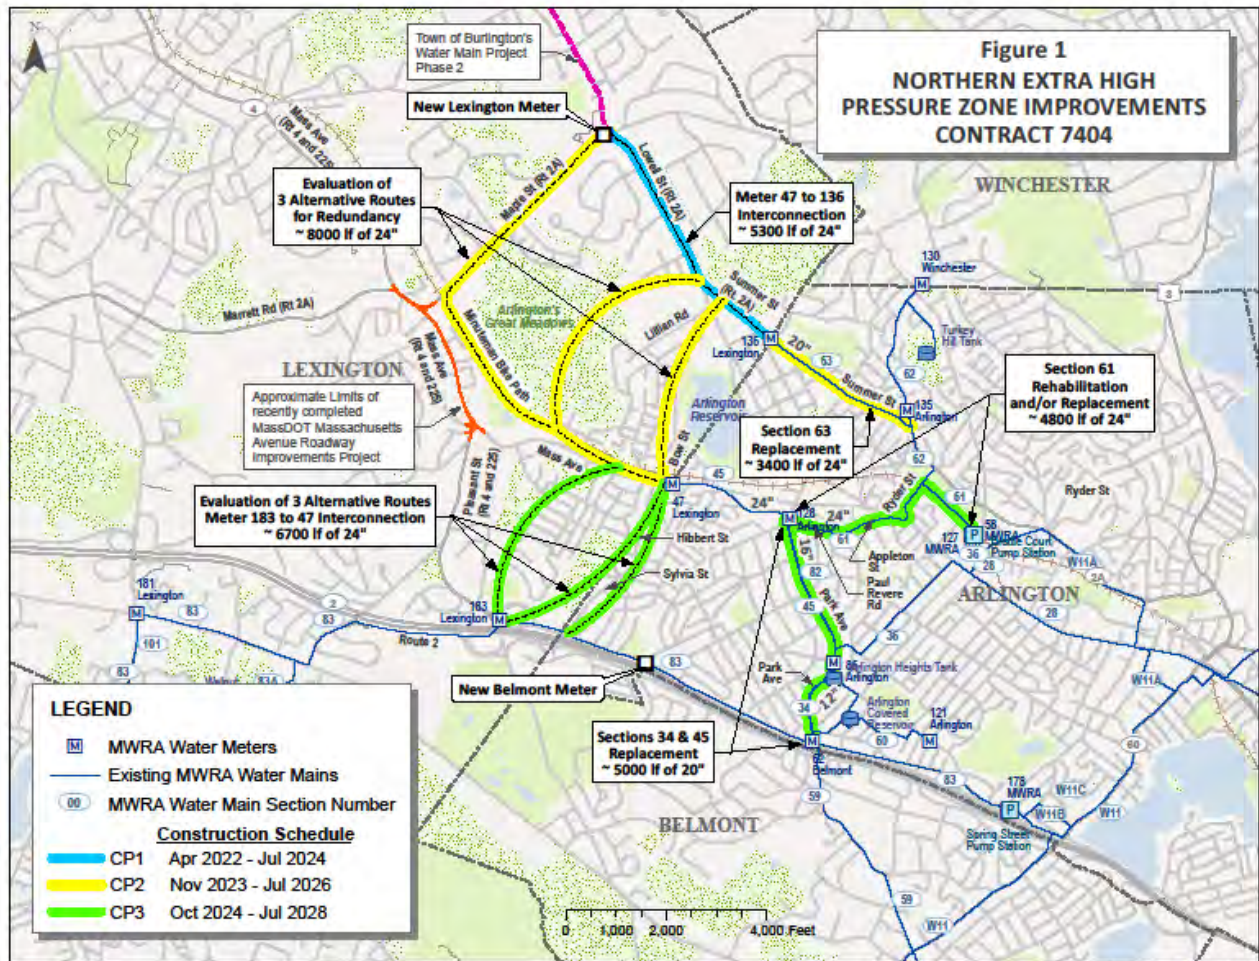 Figure 1
NORTHERN EXTRA HIGH
PRESSURE ZONE IMPROVEMENTS
CONTRACT 7404
N
Town of Burlington's
Water Main Project
Phase 2
New Lexington Meter
4
Mass Ave
(Rt 4 and 225)
Evaluation of
3 Alternative Routes
for Redundancy
~ 8000 lf of 24"
Maple St (Rt 2A)
Lowell St (Rt 2A)
Meter 47 to 136
Interconnection
~ 5300 lf of 24"
WINCHESTER
130
Winchester
3
Summer St
(Rt 2A)
Marrett Rd (Rt 2A)
Arlington's
Great Meadows
Lillian Rd
Minuteman Bike Path
Mass Ave
(Rt 4 and 225)
136
Lexington
20"
63
Summer St
Turkey
Hill Tank
62
135
Arlington
LEXINGTON
Approximate Limits of
recently completed
MassDOT Massachusetts
Avenue Roadway
Improvements Project
Arlington
Reservoir
Section 61
Rehabilitation
and/or Replacement
~ 4800 lf of 24"
Section 63
Replacement
~ 3400 lf of 24"
62
Pleasant St
(Rt 4 and 225)
Mass Ave
Bow St
45
47
Lexington
24"
128
Arlington
24"
Ryder St
61
61
Ryder St
Evaluation of 3 Alternative Routes
Meter 183 to 47 Interconnection
~ 6700 lf of 24"
Hibbert St
Sylvia St
16"
82
45
Park Ave
Appleton
St
Paul
Revere
Rd
58
MWRA
127
MWRA
Brattle Court
Pump Station
36
28
W11A
2A
ARLINGTON
28
36
181
Lexington
83
2
83
183
Lexington
Route 2
101
83
83A
83
New Belmont Meter
Park
Ave
Arlington Heights Tank
Arlington
12"
34
Arlington
Covered
Reservoir
121
Arlington
60
W11A
60
Sections 34 & 45
Replacement
~ 5000 lf of 20"
Belmont
59
83
178
MWRA
W11C
W11B
W11
Spring Street
Pump Station
BELMONT
59
W11
LEGEND
M MWRA Water Meters
Existing MWRA Water Mains
00 MWRA Water Main Section Number
Construction Schedule
CP1 Apr 2022 - Jul 2024
CP2 Nov 2023 - Jul 2026
CP3 Oct 2024 - Jul 2028
0 1,000 2,000 4,000 Feet